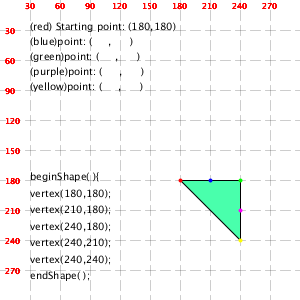 30 60 90 120 150 180 210 240 270
30 (red) Starting point: (180,180)
(blue)point: (    ,     )
60 (green)point: (    ,     )
(purple)point: (    ,     )
90 (yellow)point: (    ,     )
120
150
180 beginShape(){
vertex(180,180);
210 vertex(210,180);
vertex(240,180);
240 vertex(240,210);
vertex(240,240);
270 endShape();